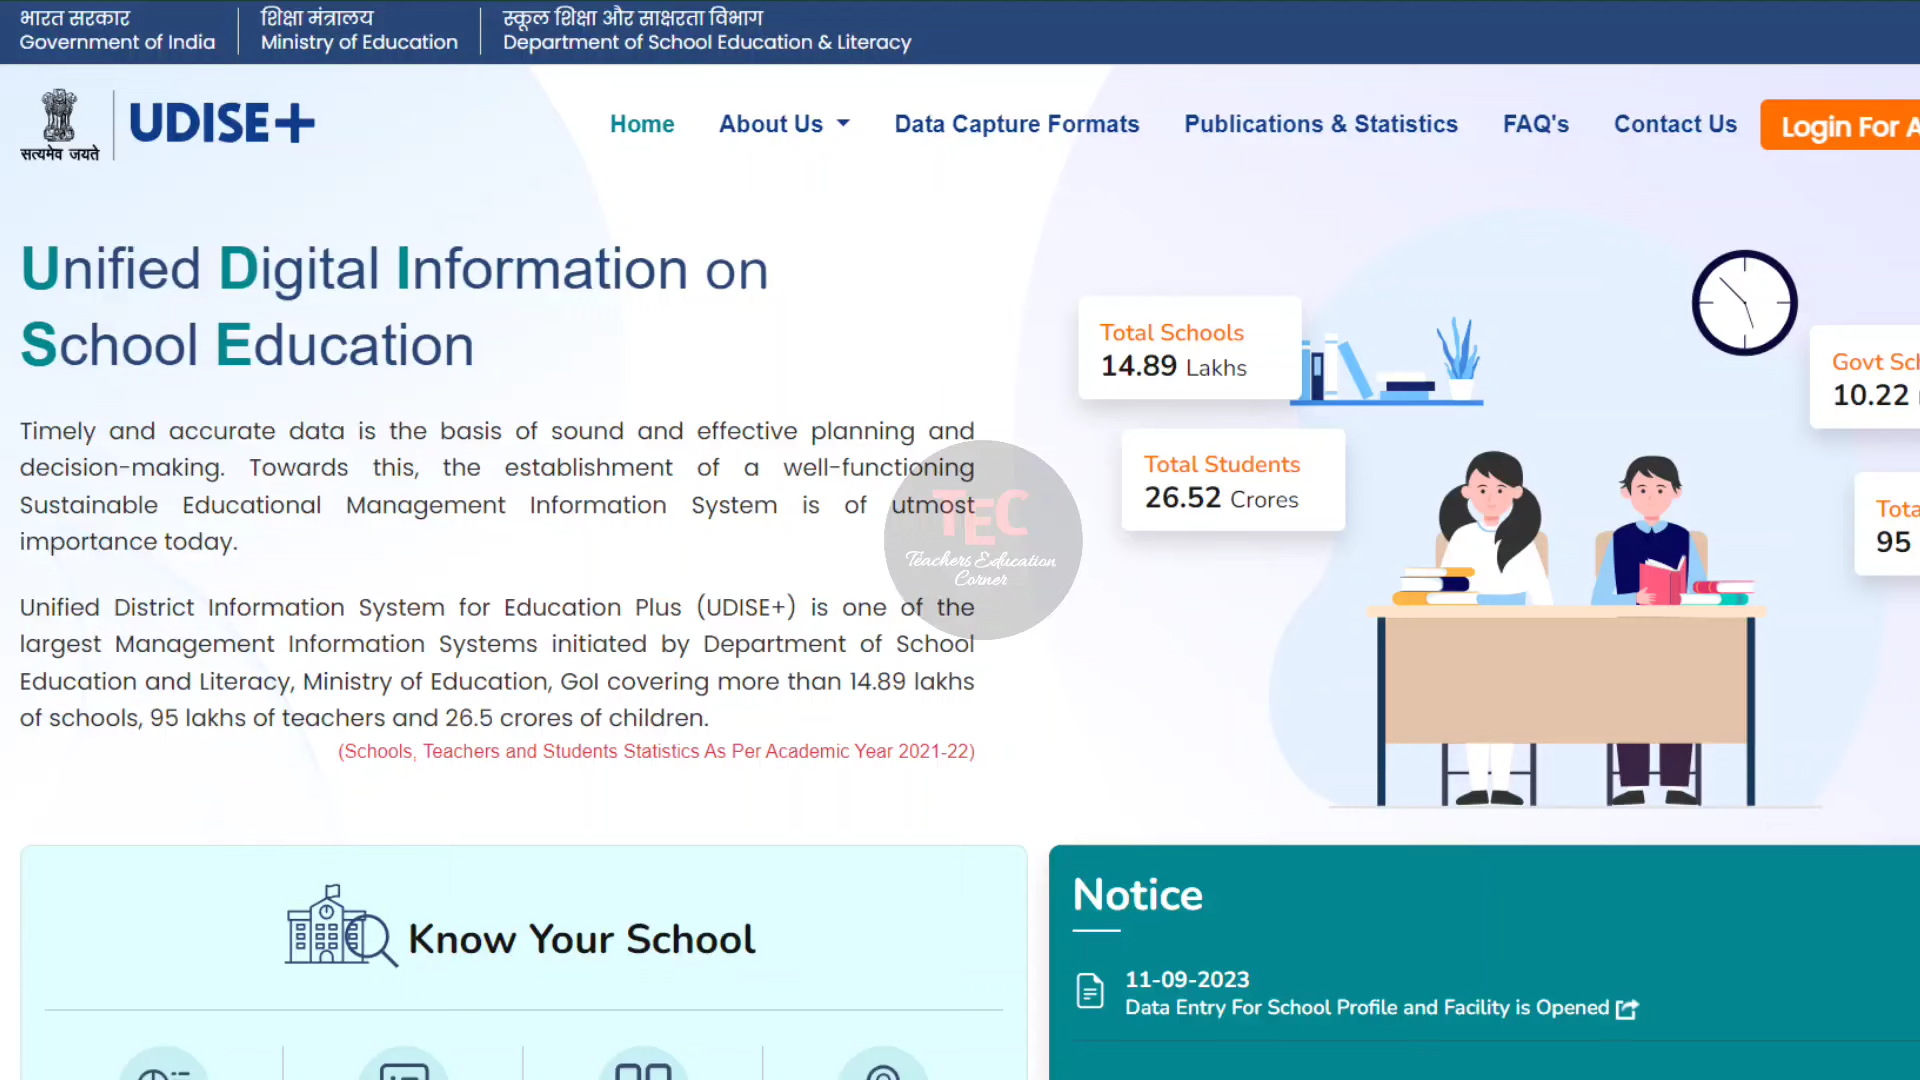 भारत सरकार
Government of India
शिक्षा मंत्रालय
Ministry of Education
स्कूल शिक्षा और साक्षरता विभाग
Department of School Education & Literacy
सत्यमेव जयते
UDISE+
Home
About Us
Data Capture Formats
Publications & Statistics
FAQ's
Contact Us
Login For A
Unified Digital Information on
School Education
Timely and accurate data is the basis of sound and effective planning and
decision-making. Towards this, the establishment of a well-functioning
Sustainable Educational Management Information System is of utmost
importance today.
Unified District Information System for Education Plus (UDISE+) is one of the
largest Management Information Systems initiated by Department of School
Education and Literacy, Ministry of Education, GoI covering more than 14.89 lakhs
of schools, 95 lakhs of teachers and 26.5 crores of children.
(Schools, Teachers and Students Statistics As Per Academic Year 2021-22)
TEC
Teachers Education
Corner
Total Schools
14.89 Lakhs
Total Students
26.52 Crores
Govt Sch
10.22
Tota
95
Know Your School
Notice
11-09-2023
Data Entry For School Profile and Facility is Opened